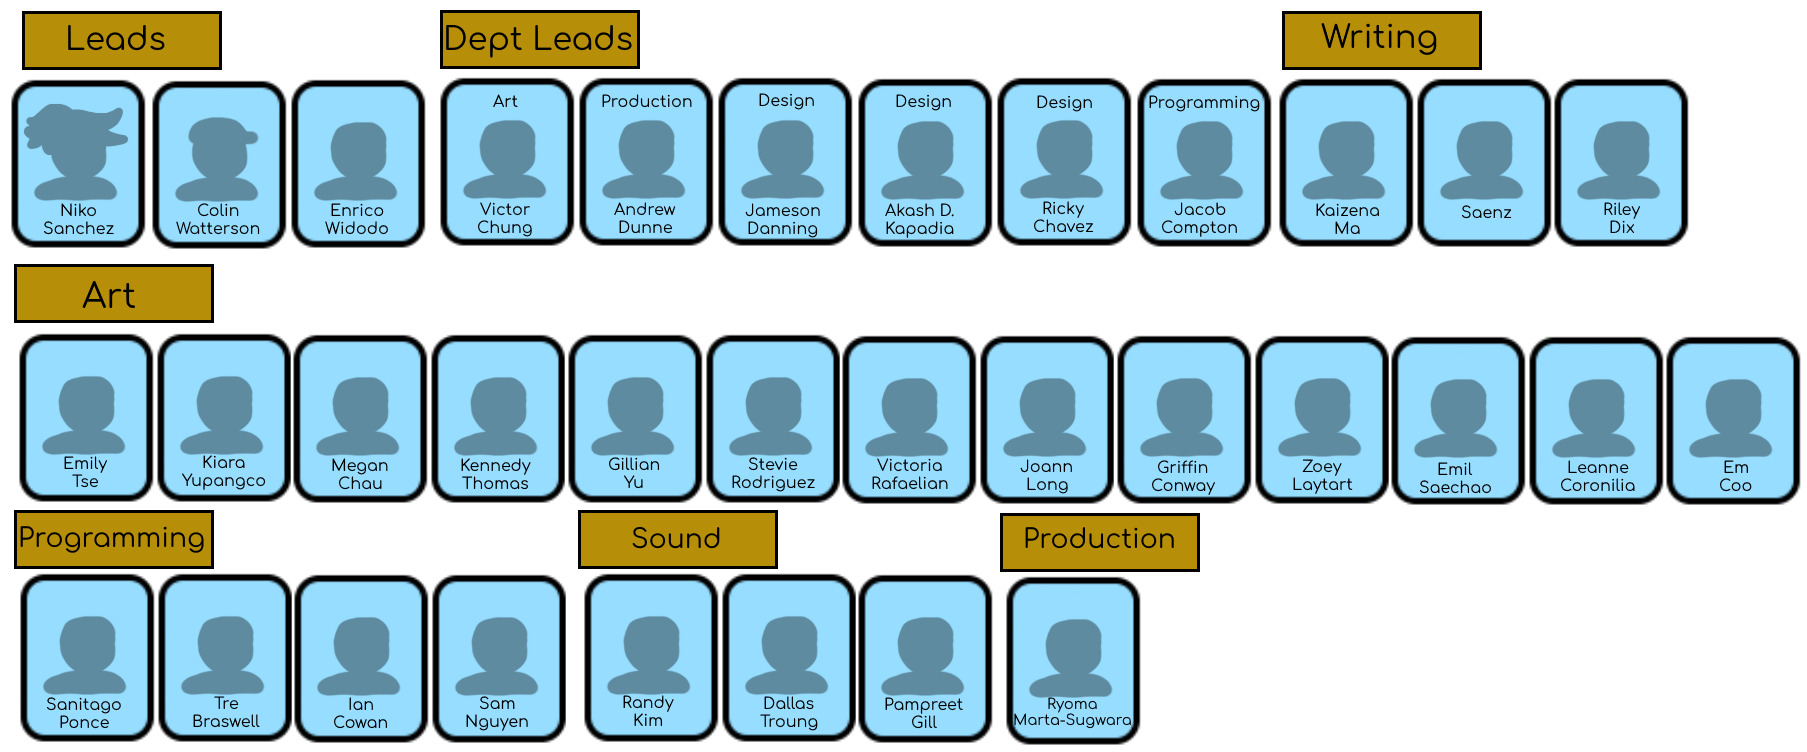 Leads
Niko
Sanchez
Colin
Watterson
Enrico
Widodo
Dept Leads
Art
Victor
Chung
Production
Andrew
Dunne
Design
Jameson
Danning
Design
Akash D.
Kapadia
Design
Ricky
Chavez
Programming
Jacob
Compton
Writing
Kaizena
Ma
Saenz
Riley
Dix
Art
Emily
Tse
Kiara
Yupangco
Megan
Chau
Kennedy
Thomas
Gillian
Yu
Stevie
Rodriguez
Victoria
Rafaelian
Joann
Long
Griffin
Conway
Zoey
Laytart
Emil
Saechao
Leanne
Coronilia
Em
Coo
Programming
Sanitago
Ponce
Tre
Braswell
Ian
Cowan
Sam
Nguyen
Sound
Randy
Kim
Dallas
Troung
Pampreet
Gill
Production
Ryoma
Marta-Sugwara